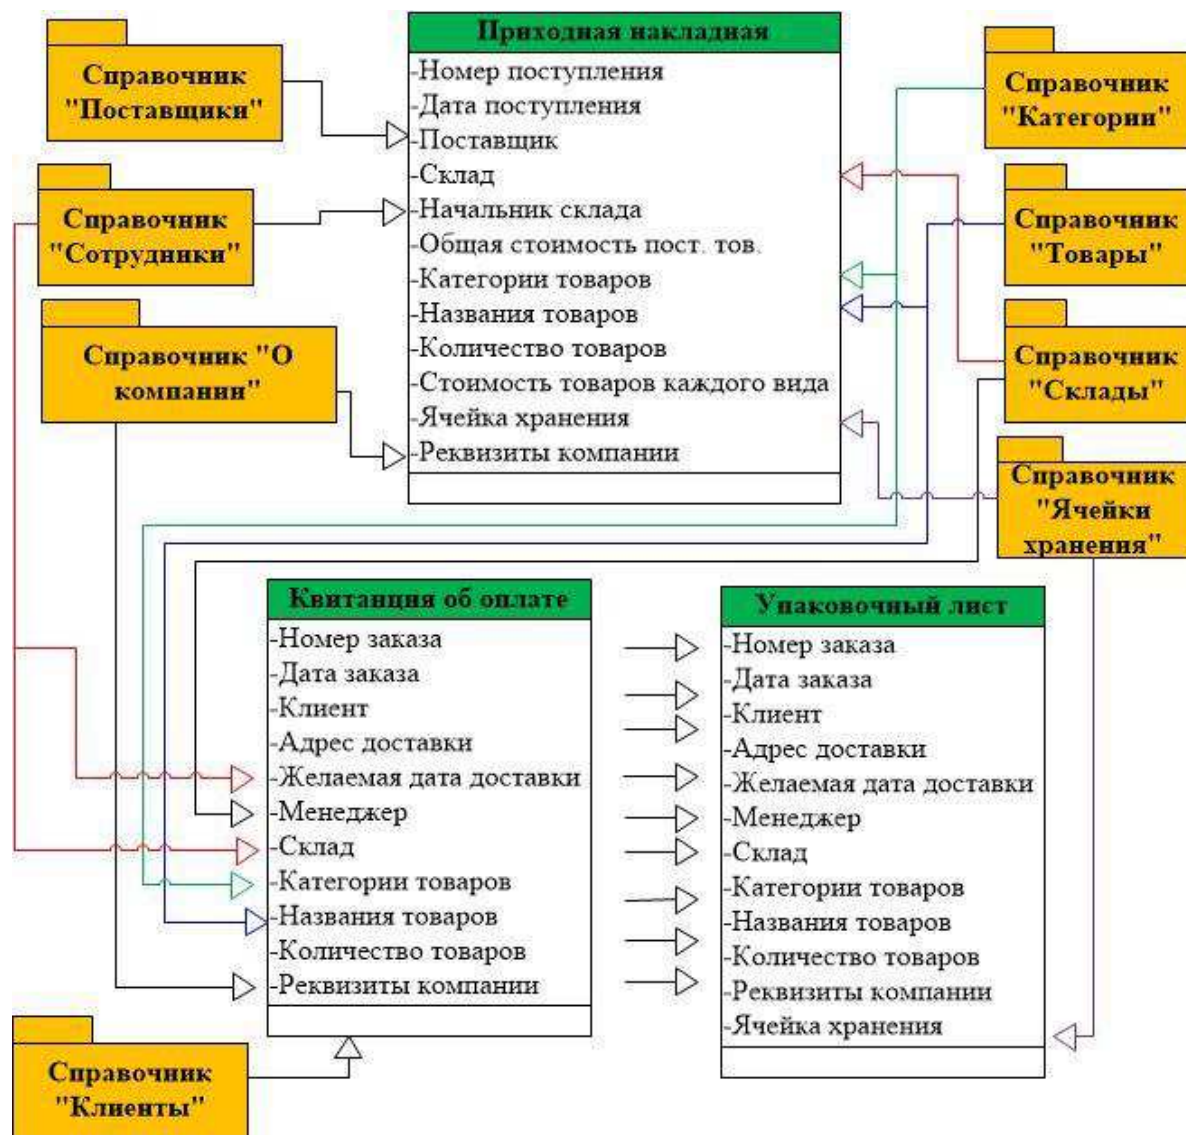 Справочник
"Поставщики"
Справочник
"Сотрудники"
Справочник "О
компании"
Приходная накладная
-Номер поступления
-Дата поступления
-Поставщик
-Склад
-Начальник склада
-Общая стоимость пост. тов.
-Категории товаров
-Названия товаров
-Количество товаров
-Стоимость товаров каждого вида
-Ячейка хранения
-Реквизиты компании
Справочник
"Категории"
Справочник
"Товары"
Справочник
"Склады"
Справочник
"Ячейки
хранения"
Квитанция об оплате
-Номер заказа
-Дата заказа
-Клиент
-Адрес доставки
-Желаемая дата доставки
-Менеджер
-Склад
-Категории товаров
-Названия товаров
-Количество товаров
-Реквизиты компании
Упаковочный лист
-Номер заказа
-Дата заказа
-Клиент
-Адрес доставки
-Желаемая дата доставки
-Менеджер
-Склад
-Категории товаров
-Названия товаров
-Количество товаров
-Реквизиты компании
-Ячейка хранения
Справочник
"Клиенты"